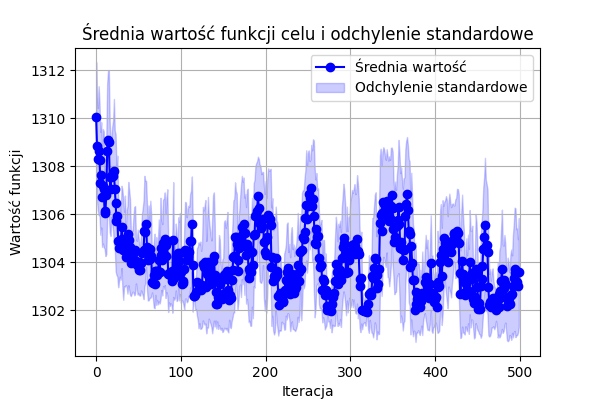 Średnia wartość funkcji celu i odchylenie standardowe
Średnia wartość
Odchylenie standardowe
Wartość funkcji
1312
1310
1308
1306
1304
1302
0 100 200 300 400 500
Iteracja